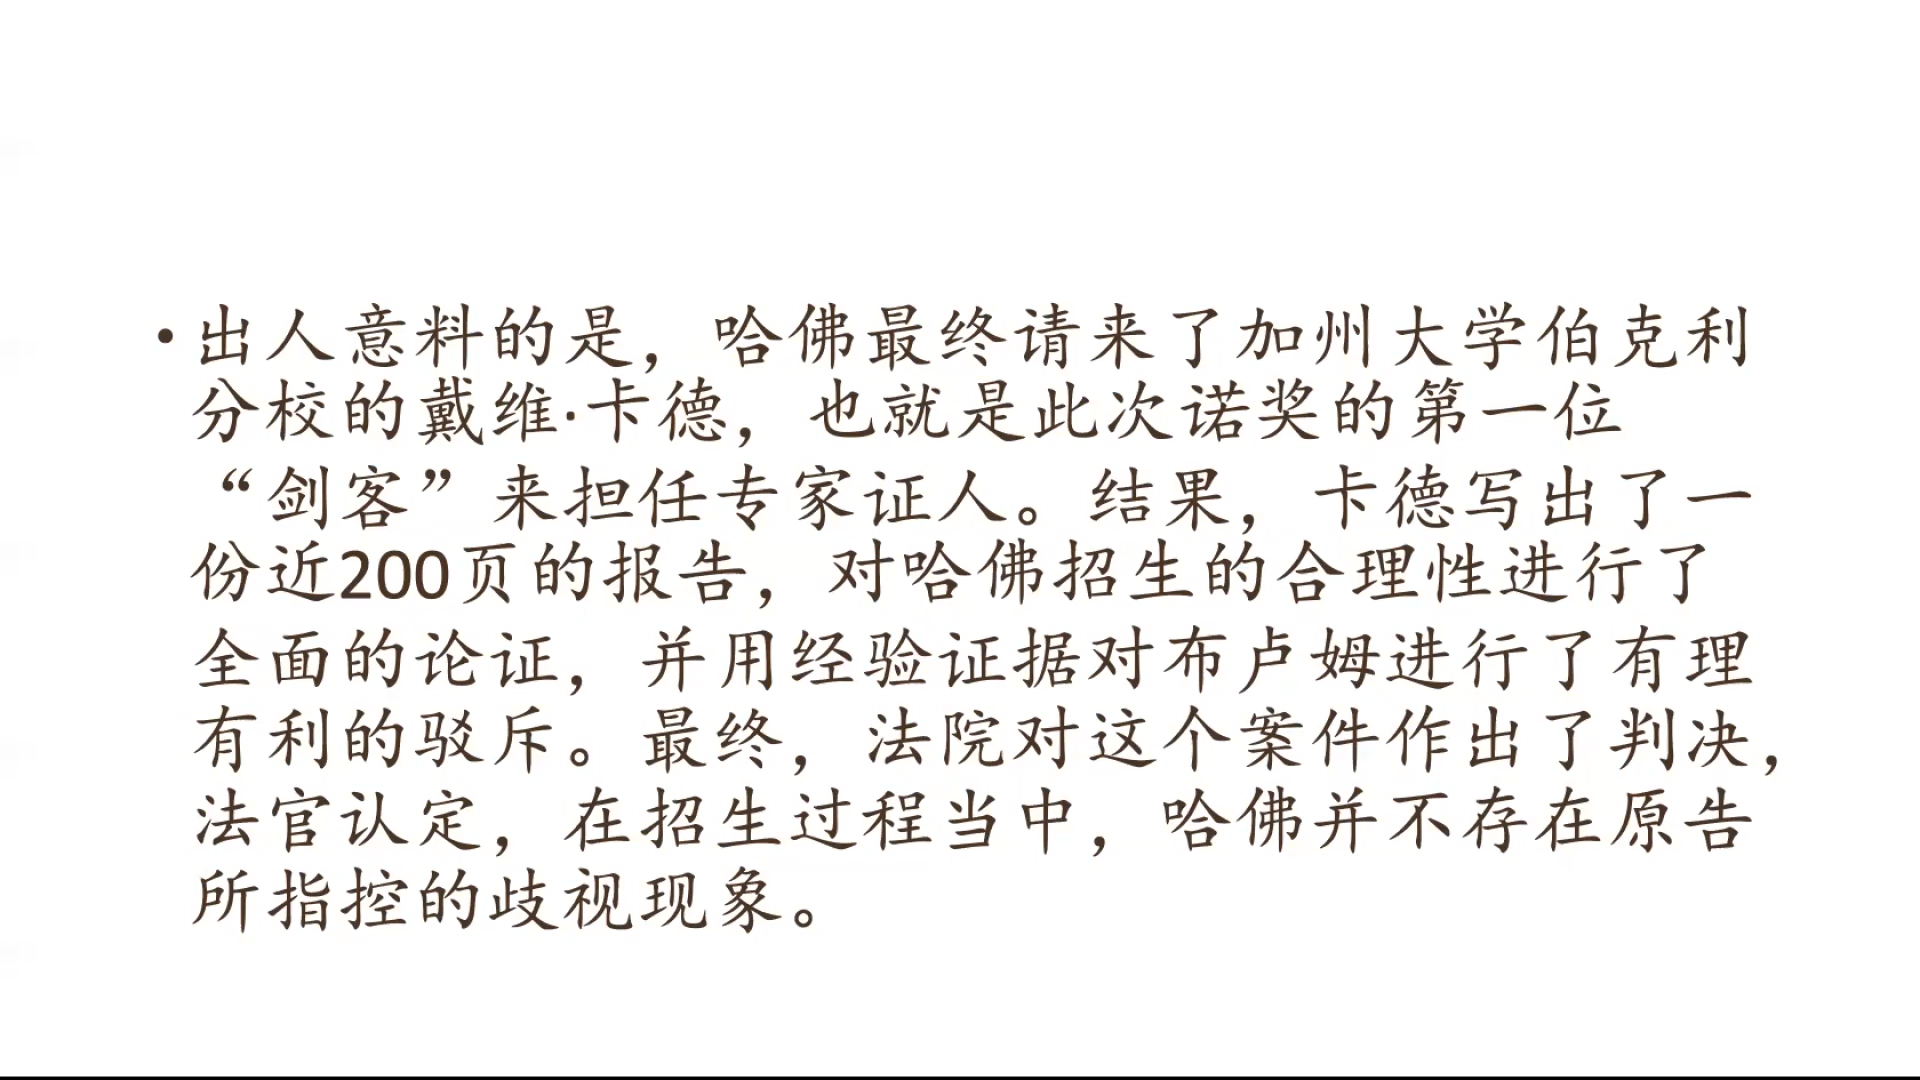 •出人意料的是，哈佛最终请来了加州大学伯克利
分校的戴维·卡德，也就是此次诺奖的第一位
“剑客”来担任专家证人。结果，卡德写出了一
份近200页的报告，对哈佛招生的合理性进行了
全面的论证，并用经验证据对布卢姆进行了有理
有利的驳斥。最终，法院对这个案件作出了判决，
法官认定，在招生过程当中，哈佛并不存在原告
所指控的歧视现象。